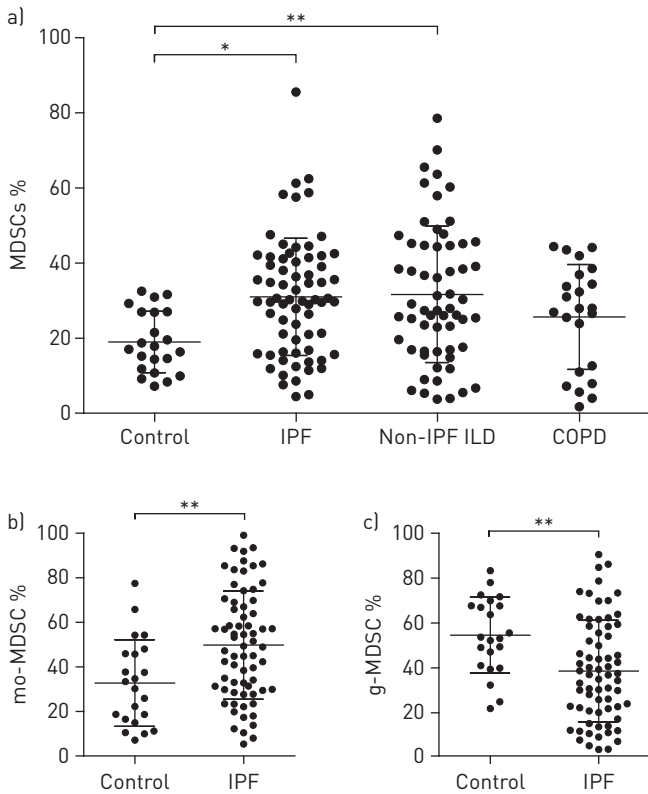 a)
**
*
MDSCs %
100
80
60
40
20
0
Control IPF Non-IPF ILD COPD
b)
**
mo-MDSC %
100
80
60
40
20
0
Control IPF
c)
**
g-MDSC %
100
80
60
40
20
0
Control IPF